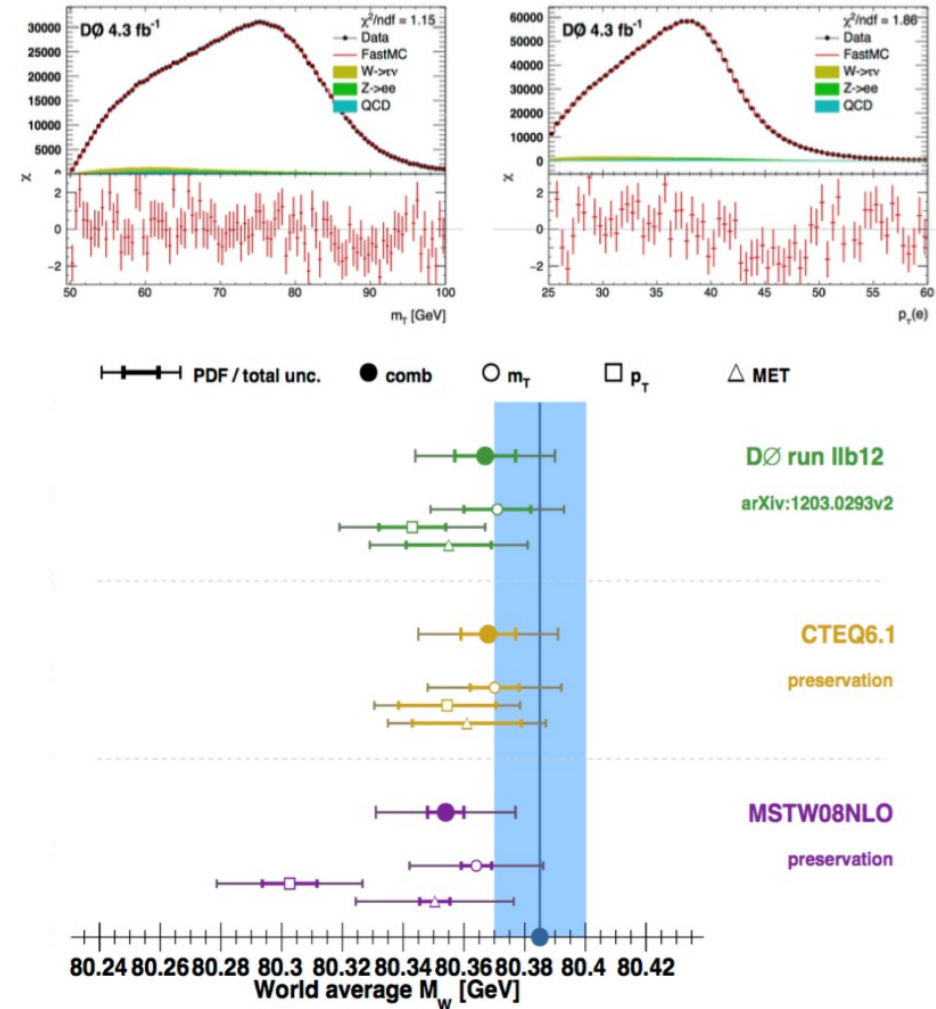 DØ 4.3 fb⁻¹
χ²/ndf = 1.15
Data
FastMC
W->τν
Z->ee
QCD
30000
25000
20000
15000
10000
5000
χ
2
0
−2
50 60 70 80 90 100
m_T [GeV]
DØ 4.3 fb⁻¹
χ²/ndf = 1.86
Data
FastMC
W->τν
Z->ee
QCD
60000
50000
40000
30000
20000
10000
0
χ
2
0
−2
25 30 35 40 45 50 55 60
p_T(e)
PDF / total unc. comb m_T p_T MET
DØ run IIb12
arXiv:1203.0293v2
CTEQ6.1
preservation
MSTW08NLO
preservation
80.24 80.26 80.28 80.3 80.32 80.34 80.36 80.38 80.4 80.42
World average M_W [GeV]